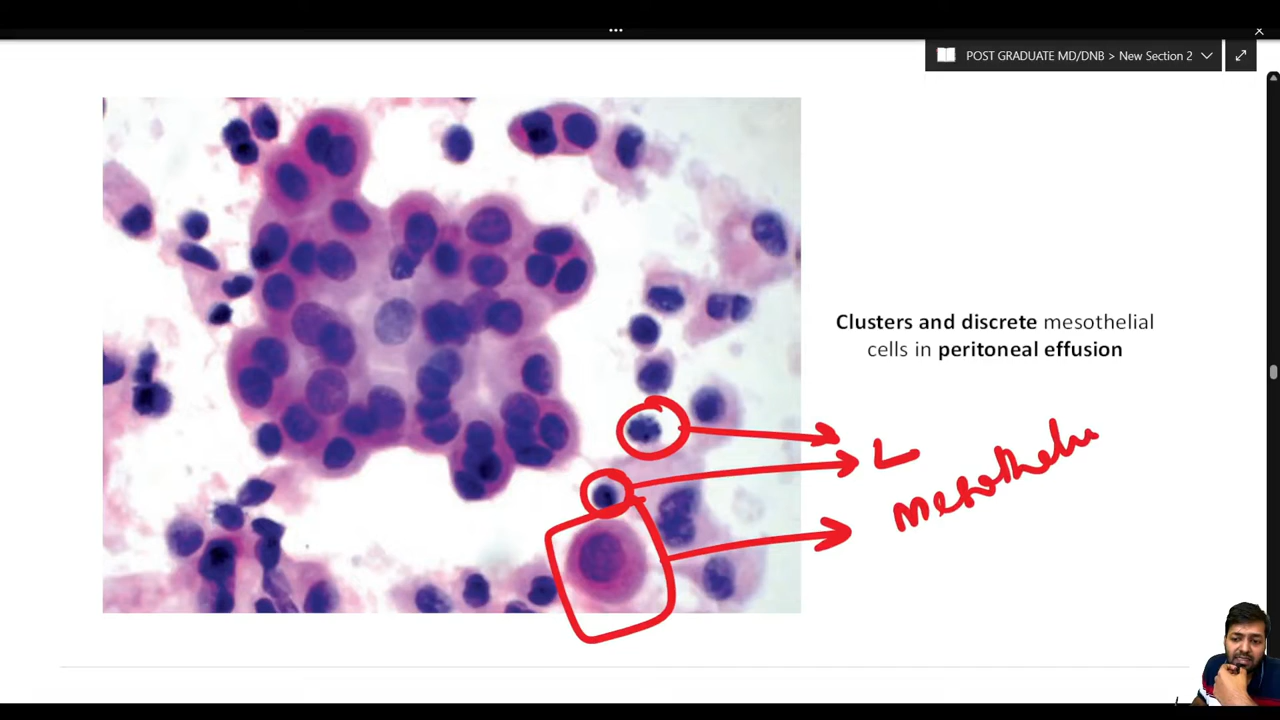 ...
POST GRADUATE MD/DNB > New Section 2
Clusters and discrete mesothelial
cells in peritoneal effusion
L